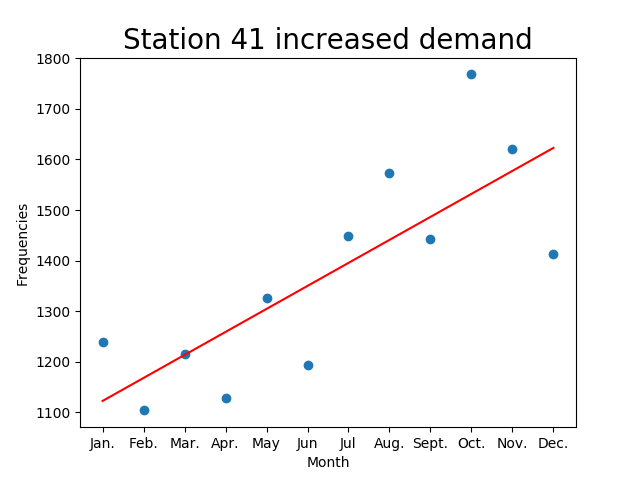 Station 41 increased demand
1800
1700
1600
1500
1400
1300
1200
1100
Frequencies
Jan. Feb. Mar. Apr. May Jun Jul Aug. Sept. Oct. Nov. Dec.
Month